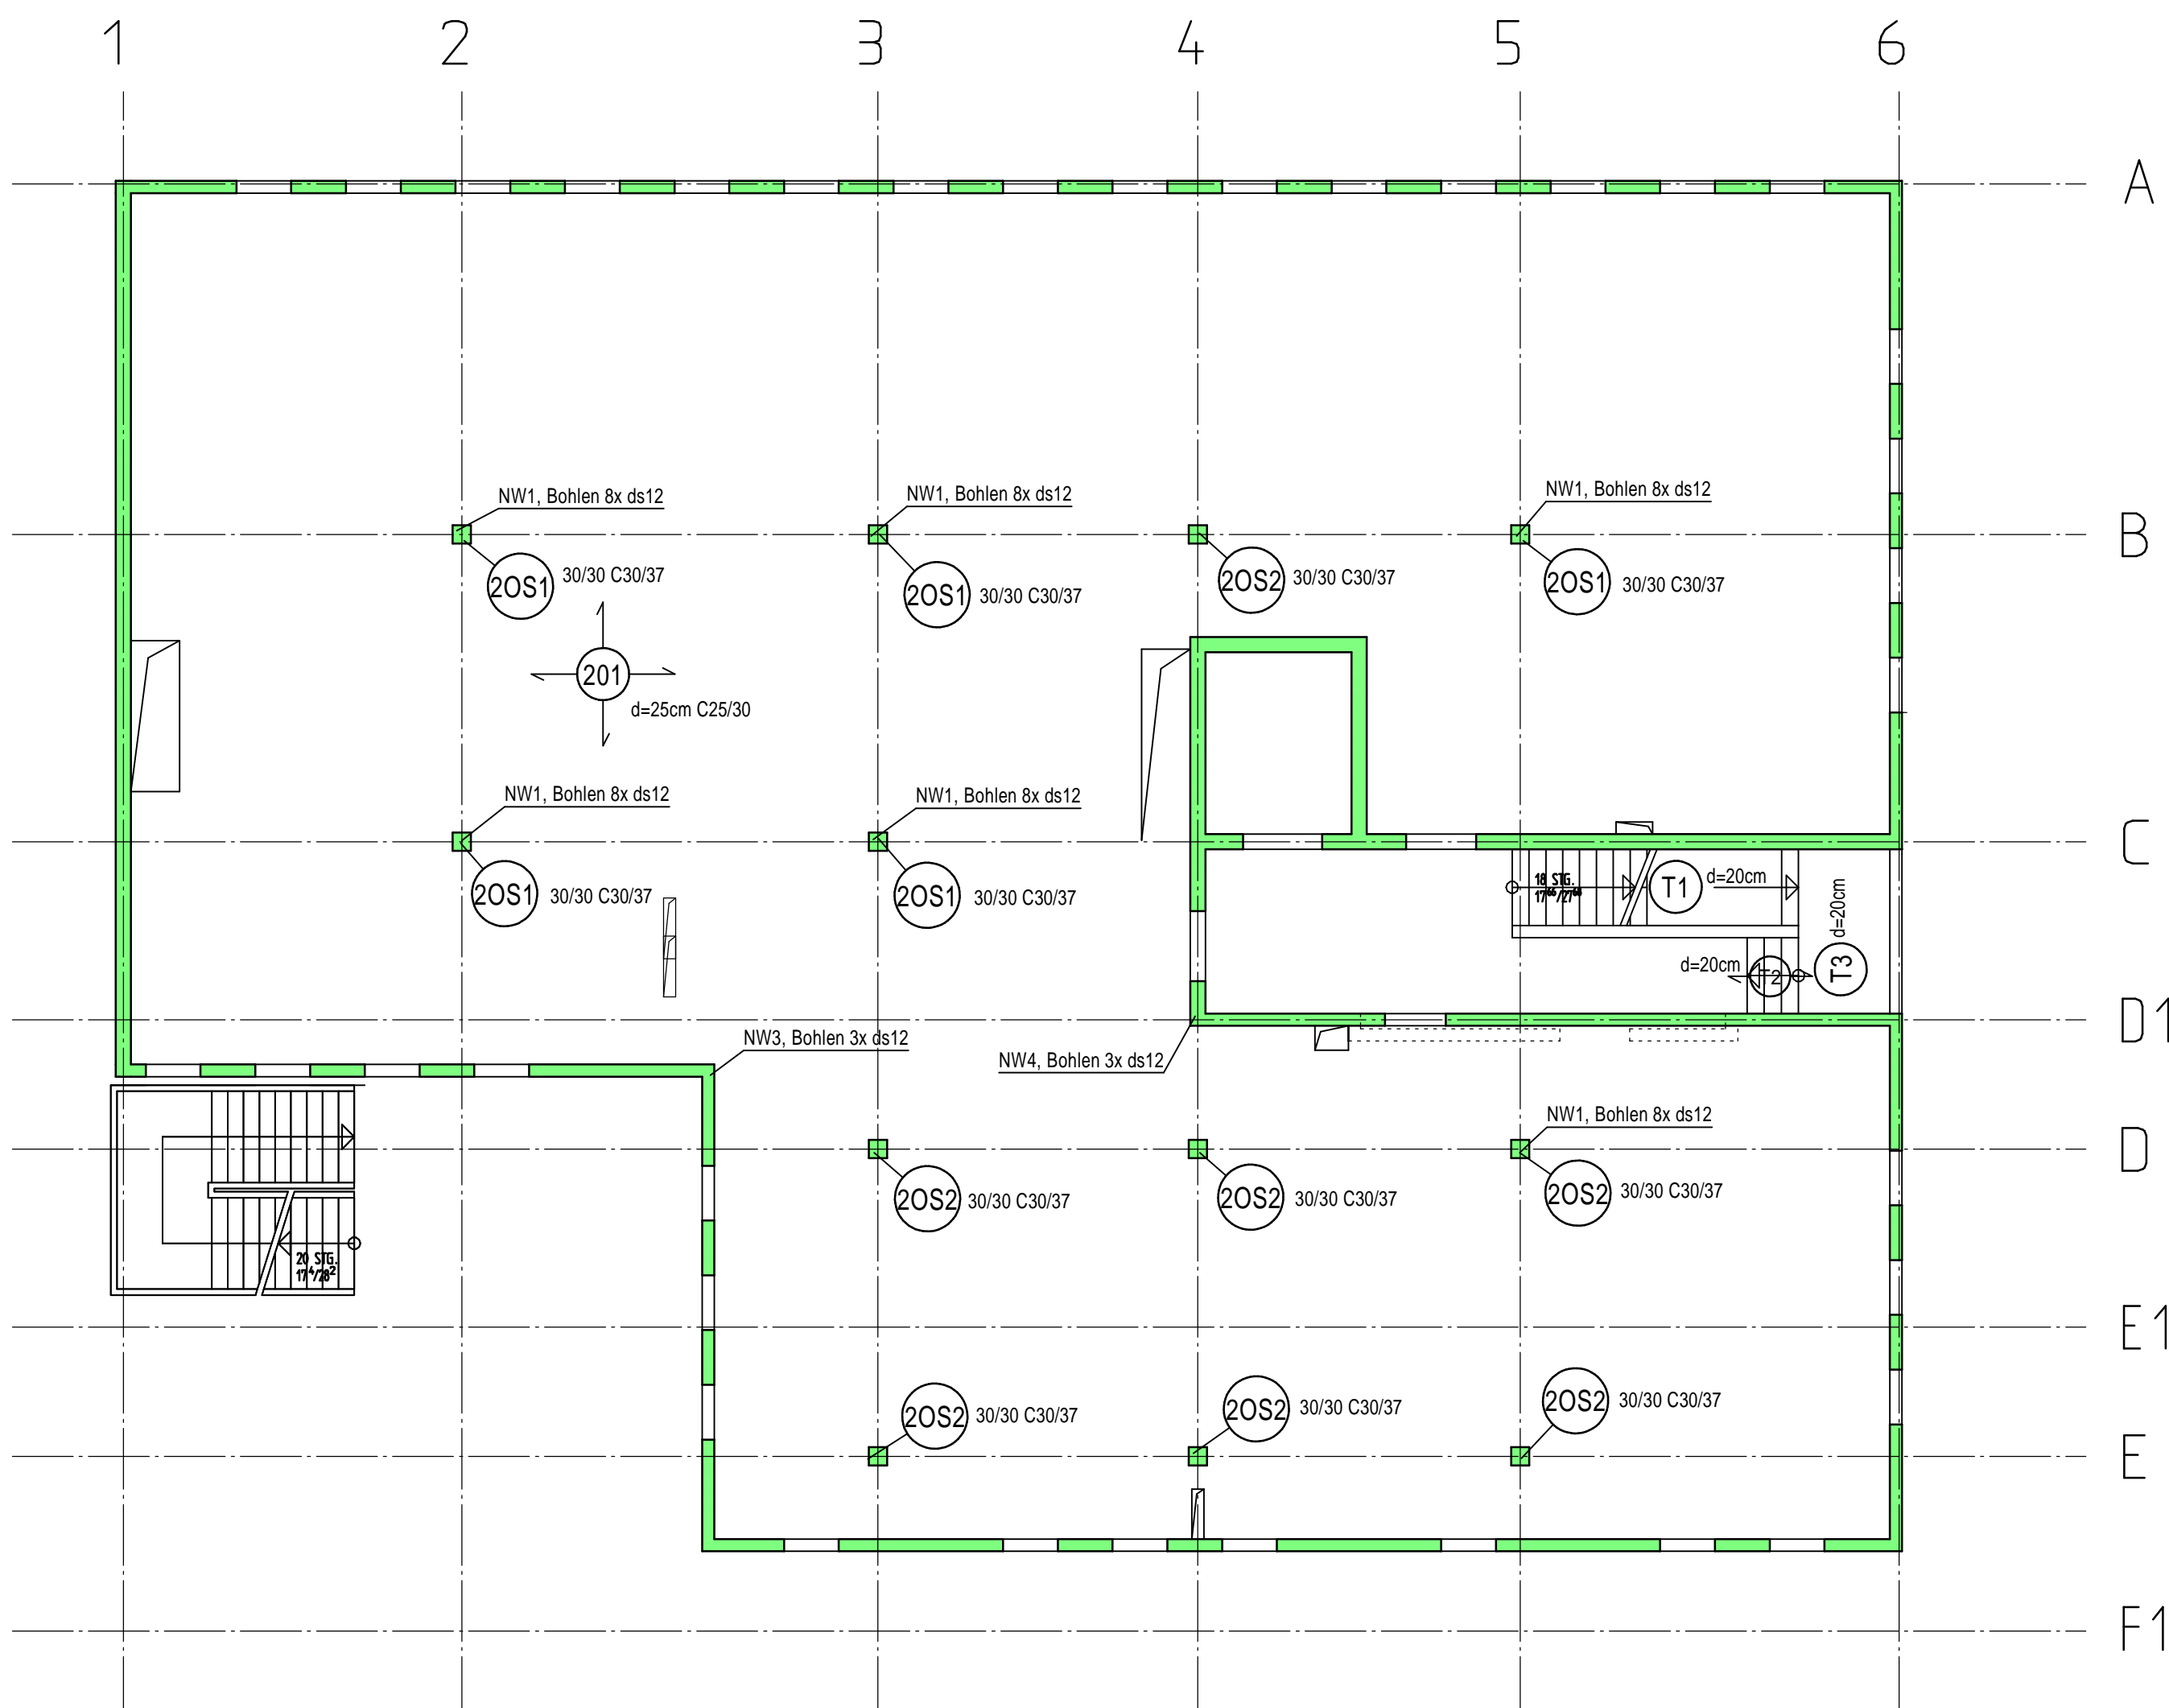 1 2 3 4 5 6
A
NW1, Bohlen 8x ds12
NW1, Bohlen 8x ds12
NW1, Bohlen 8x ds12
B
2OS1 30/30 C30/37
2OS1 30/30 C30/37
2OS2 30/30 C30/37
2OS1 30/30 C30/37
201
d=25cm C25/30
NW1, Bohlen 8x ds12
NW1, Bohlen 8x ds12
C
2OS1 30/30 C30/37
2OS1 30/30 C30/37
18 STG.
T1
d=20cm
d=20cm
d=20cm
T2
T3
D1
NW3, Bohlen 3x ds12
NW4, Bohlen 3x ds12
NW1, Bohlen 8x ds12
D
2OS2 30/30 C30/37
2OS2 30/30 C30/37
2OS2 30/30 C30/37
20 STG.
17⁴/28²
E1
2OS2 30/30 C30/37
2OS2 30/30 C30/37
2OS2 30/30 C30/37
E
F1